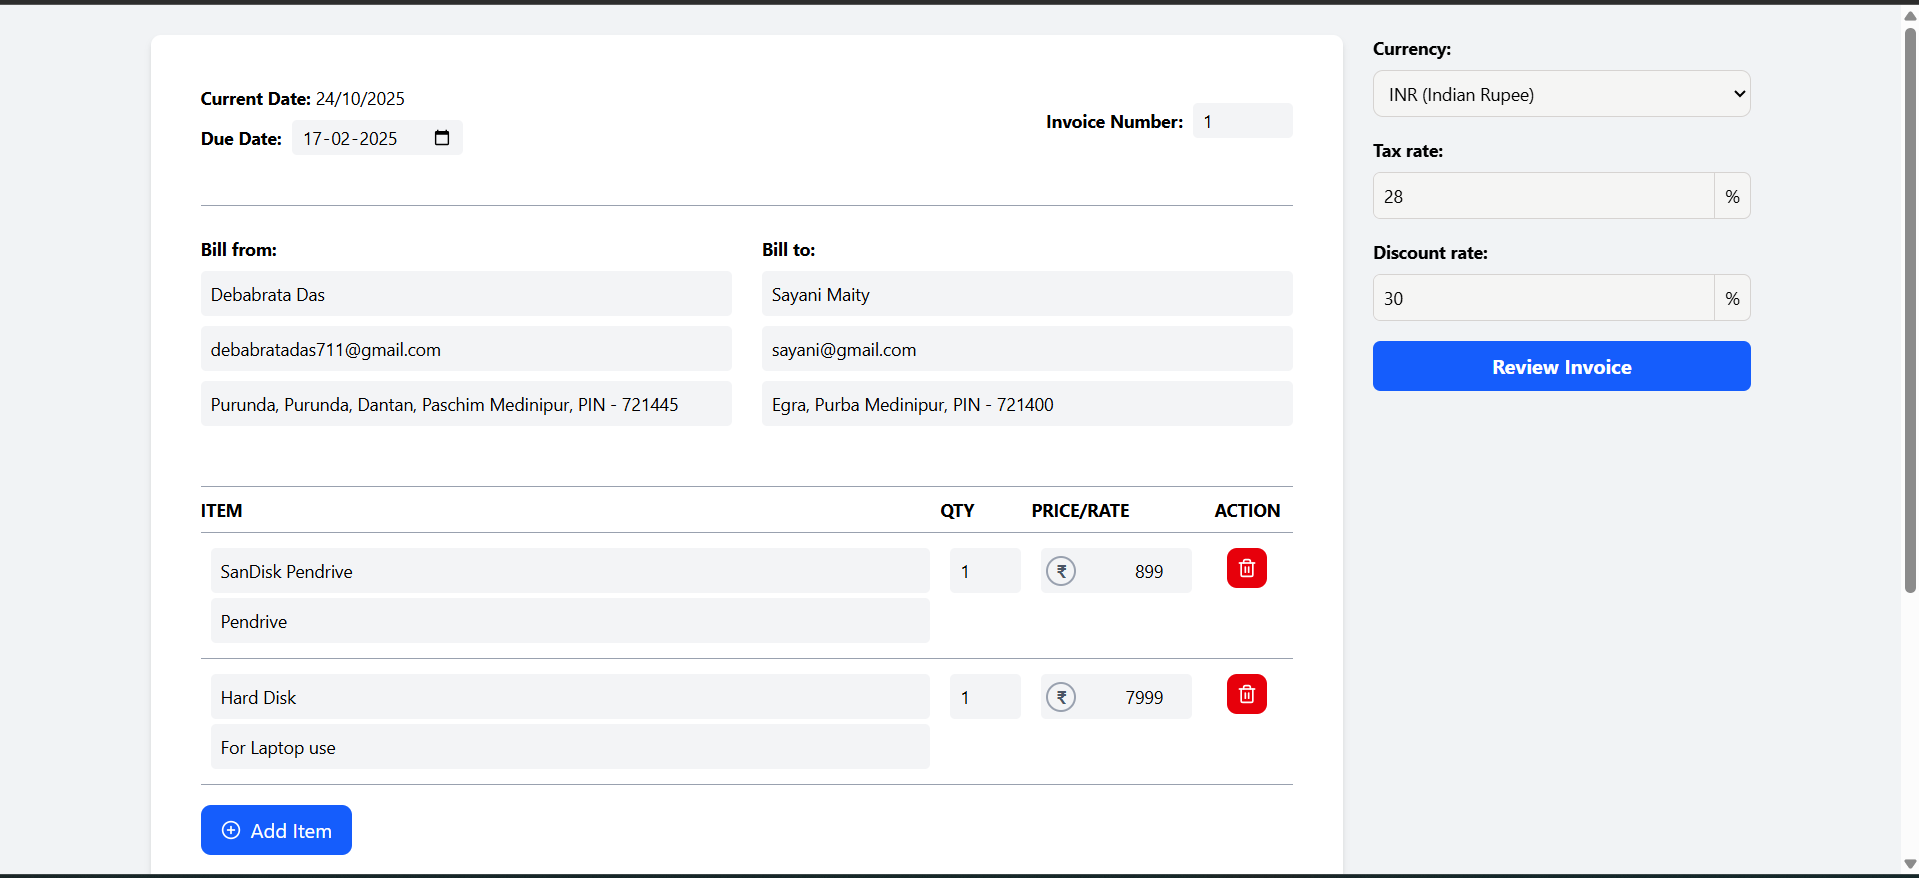 Current Date: 24/10/2025
Due Date: 17-02-2025
Invoice Number: 1
Bill from:
Debabrata Das
debabratadas711@gmail.com
Purunda, Purunda, Dantan, Paschim Medinipur, PIN - 721445
Bill to:
Sayani Maity
sayani@gmail.com
Egra, Purba Medinipur, PIN - 721400
ITEM QTY PRICE/RATE ACTION
SanDisk Pendrive 1 ₹ 899
Pendrive
Hard Disk 1 ₹ 7999
For Laptop use
Add Item
Currency:
INR (Indian Rupee)
Tax rate:
28 %
Discount rate:
30 %
Review Invoice